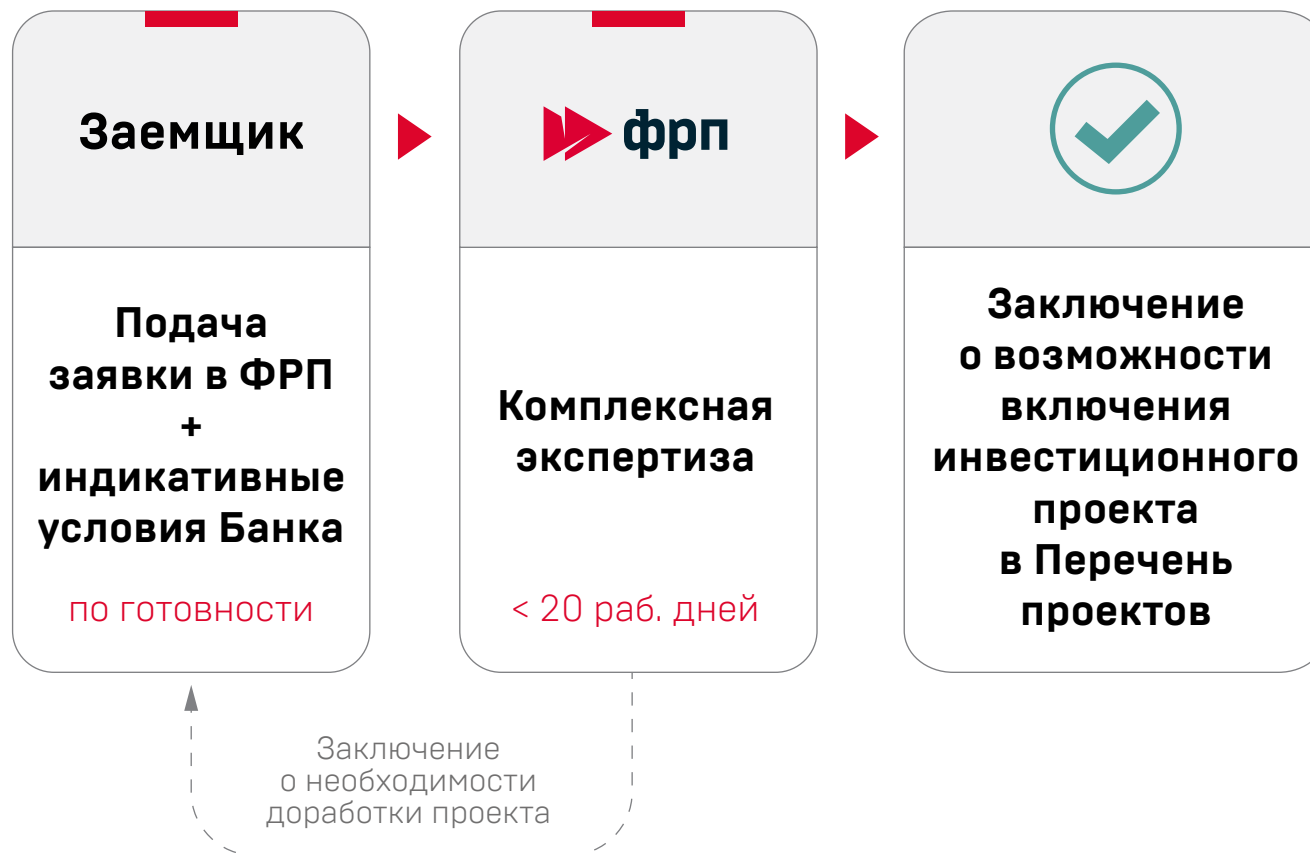 Заемщик
Подача
заявки в ФРП
+
индикативные
условия Банка
по готовности
фрп
Комплексная
экспертиза
< 20 раб. дней
Заключение
о возможности
включения
инвестиционного
проекта
в Перечень
проектов
Заключение
о необходимости
доработки проекта